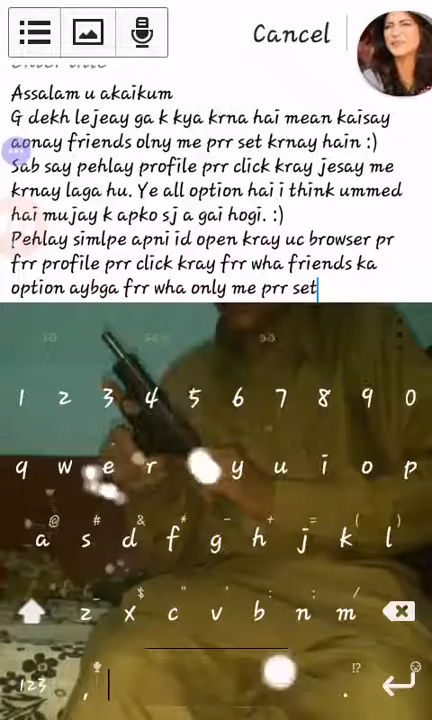 Cancel
Assalam u akaikum
G dekh lejeay ga k kya krna hai mean kaisay
aonay friends olny me prr set krnay hain :)
Sab say pehlay profile prr click kray jesay me
krnay laga hu. Ye all option hai i think ummed
hai mujay k apko sj a gai hogi. :)
Pehlay simlpe apni id open kray uc browser pr
frr profile prr click kray frr wha friends ka
option aybga frr wha only me prr set
1 2 3 4 5 6 7 8 9 0
q w e r y u i o p
@ # & * - + = ( )
a s d f g h j k l
_ $ " ' : ; /
z x c v b n m
!?
123 , .